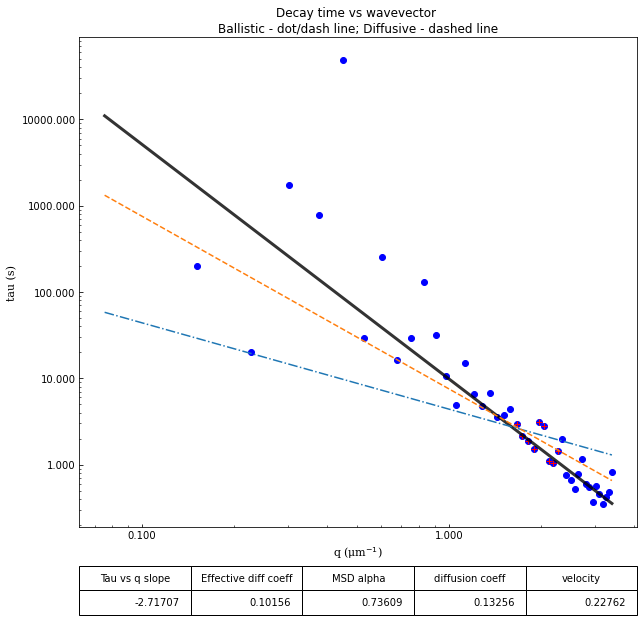 Decay time vs wavevector
Ballistic - dot/dash line; Diffusive - dashed line
10000.000
1000.000
100.000
10.000
1.000
tau (s)
0.100 1.000
q (μm⁻¹)
Tau vs q slope Effective diff coeff MSD alpha diffusion coeff velocity
-2.71707 0.10156 0.73609 0.13256 0.22762